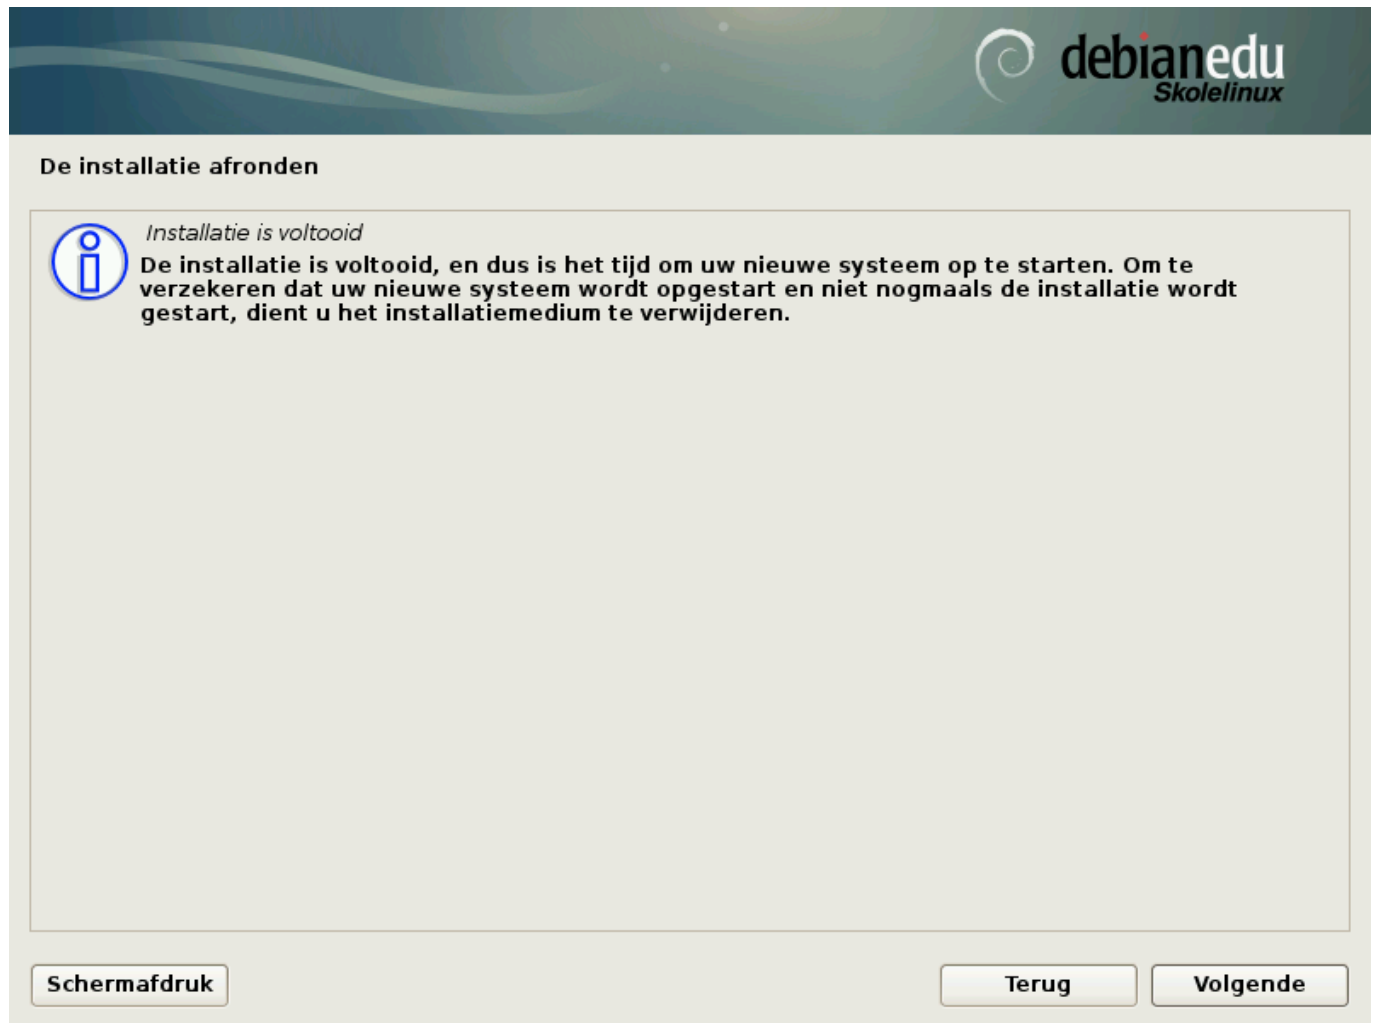 debianedu
Skolelinux
De installatie afronden
Installatie is voltooid
De installatie is voltooid, en dus is het tijd om uw nieuwe systeem op te starten. Om te
verzekeren dat uw nieuwe systeem wordt opgestart en niet nogmaals de installatie wordt
gestart, dient u het installatiemedium te verwijderen.
Schermafdruk
Terug
Volgende